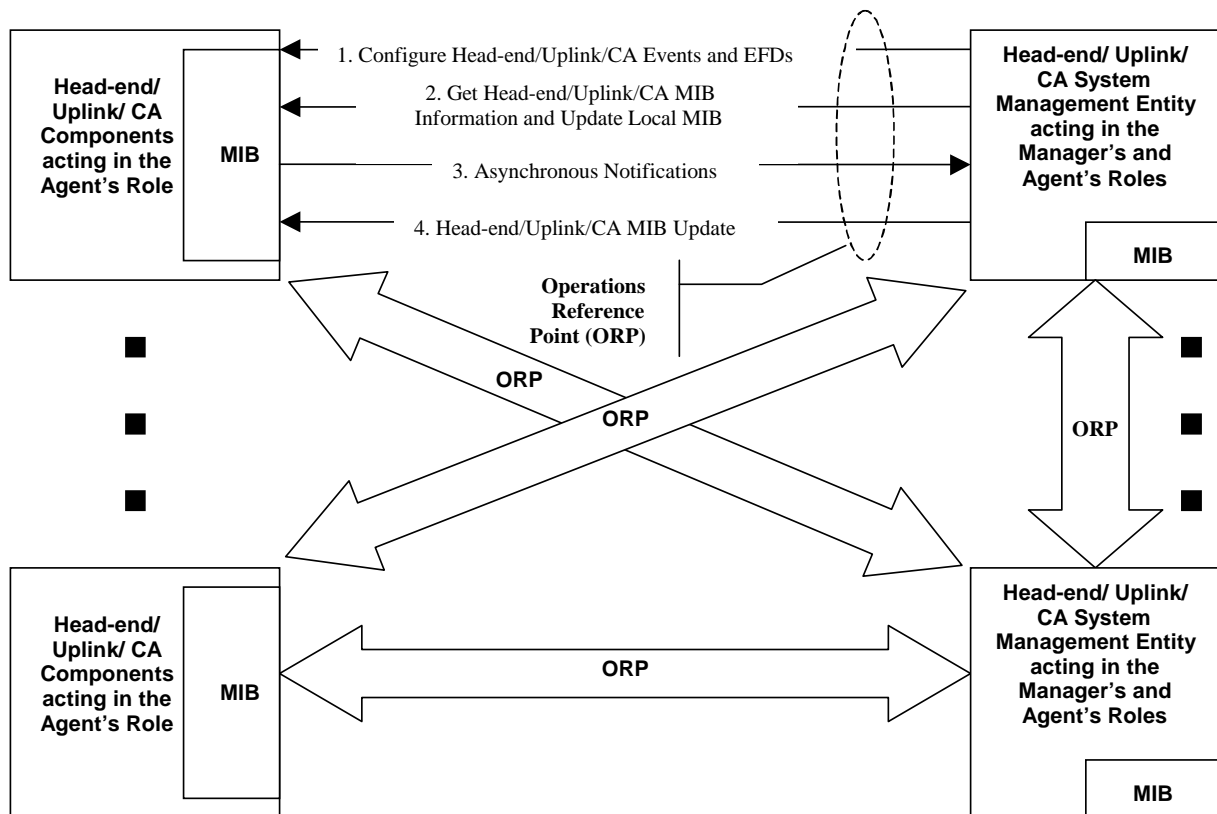 Head-end/
Uplink/ CA
Components
acting in the
Agent’s Role
MIB
1. Configure Head-end/Uplink/CA Events and EFDs
2. Get Head-end/Uplink/CA MIB
Information and Update Local MIB
3. Asynchronous Notifications
4. Head-end/Uplink/CA MIB Update
Head-end/ Uplink/
CA System
Management Entity
acting in the
Manager’s and
Agent’s Roles
MIB
Operations
Reference
Point (ORP)
ORP
ORP
ORP
Head-end/
Uplink/ CA
Components
acting in the
Agent’s Role
MIB
ORP
Head-end/ Uplink/
CA System
Management Entity
acting in the
Manager’s and
Agent’s Roles
MIB